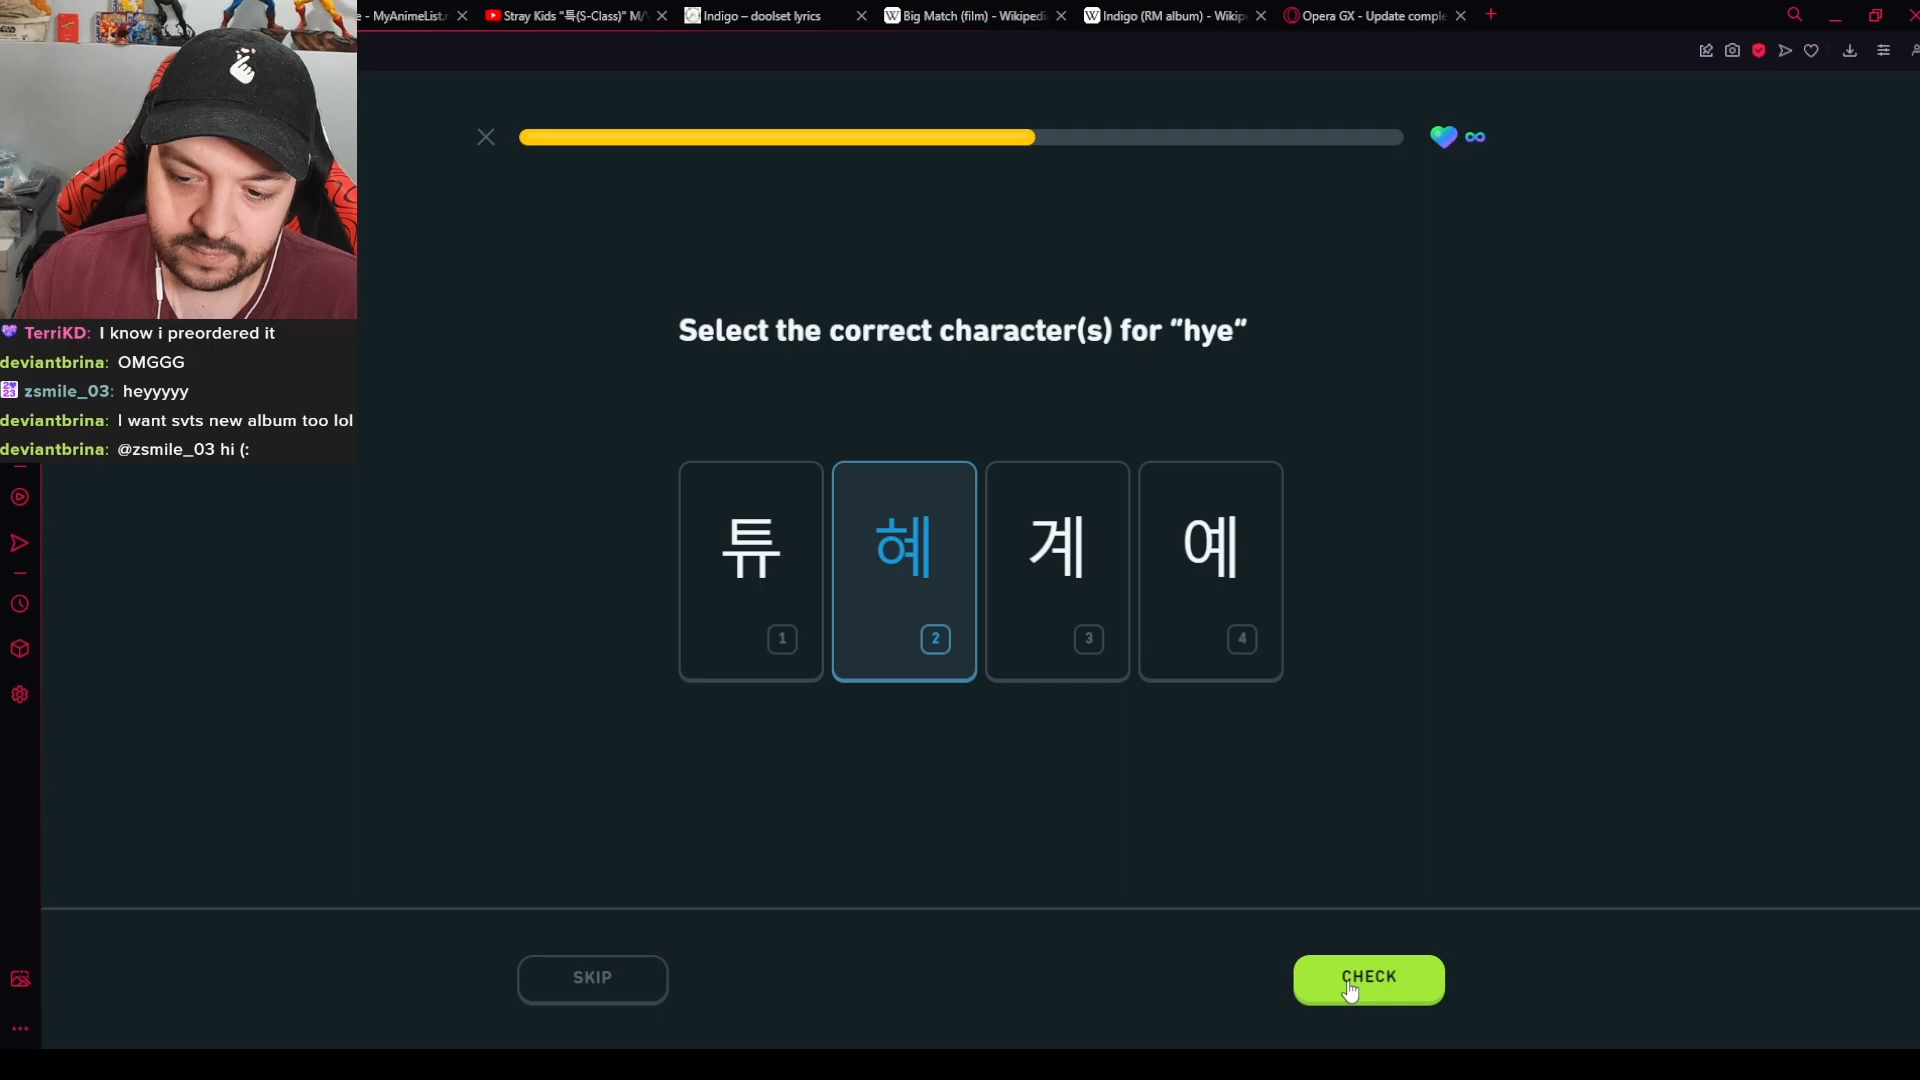 e - MyAnimeList.n
Stray Kids "특(S-Class)" M/V
Indigo – doolset lyrics
Big Match (film) - Wikipedi
Indigo (RM album) - Wikip
Opera GX - Update comple
Select the correct character(s) for "hye"
TerriKD: I know i preordered it
deviantbrina: OMGGG
zsmile_03: heyyyyy
deviantbrina: I want svts new album too lol
deviantbrina: @zsmile_03 hi (:
튜
혜
계
예
1
2
3
4
SKIP
CHECK